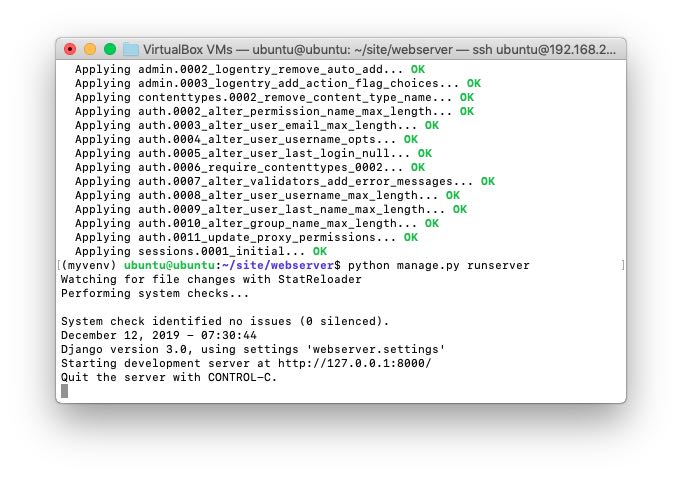 VirtualBox VMs — ubuntu@ubuntu: ~/site/webserver — ssh ubuntu@192.168.2...
Applying admin.0002_logentry_remove_auto_add... OK
Applying admin.0003_logentry_add_action_flag_choices... OK
Applying contenttypes.0002_remove_content_type_name... OK
Applying auth.0002_alter_permission_name_max_length... OK
Applying auth.0003_alter_user_email_max_length... OK
Applying auth.0004_alter_user_username_opts... OK
Applying auth.0005_alter_user_last_login_null... OK
Applying auth.0006_require_contenttypes_0002... OK
Applying auth.0007_alter_validators_add_error_messages... OK
Applying auth.0008_alter_user_username_max_length... OK
Applying auth.0009_alter_user_last_name_max_length... OK
Applying auth.0010_alter_group_name_max_length... OK
Applying auth.0011_update_proxy_permissions... OK
Applying sessions.0001_initial... OK
[(myvenv) ubuntu@ubuntu:~/site/webserver$ python manage.py runserver ]
Watching for file changes with StatReloader
Performing system checks...
System check identified no issues (0 silenced).
December 12, 2019 - 07:30:44
Django version 3.0, using settings 'webserver.settings'
Starting development server at http://127.0.0.1:8000/
Quit the server with CONTROL-C.